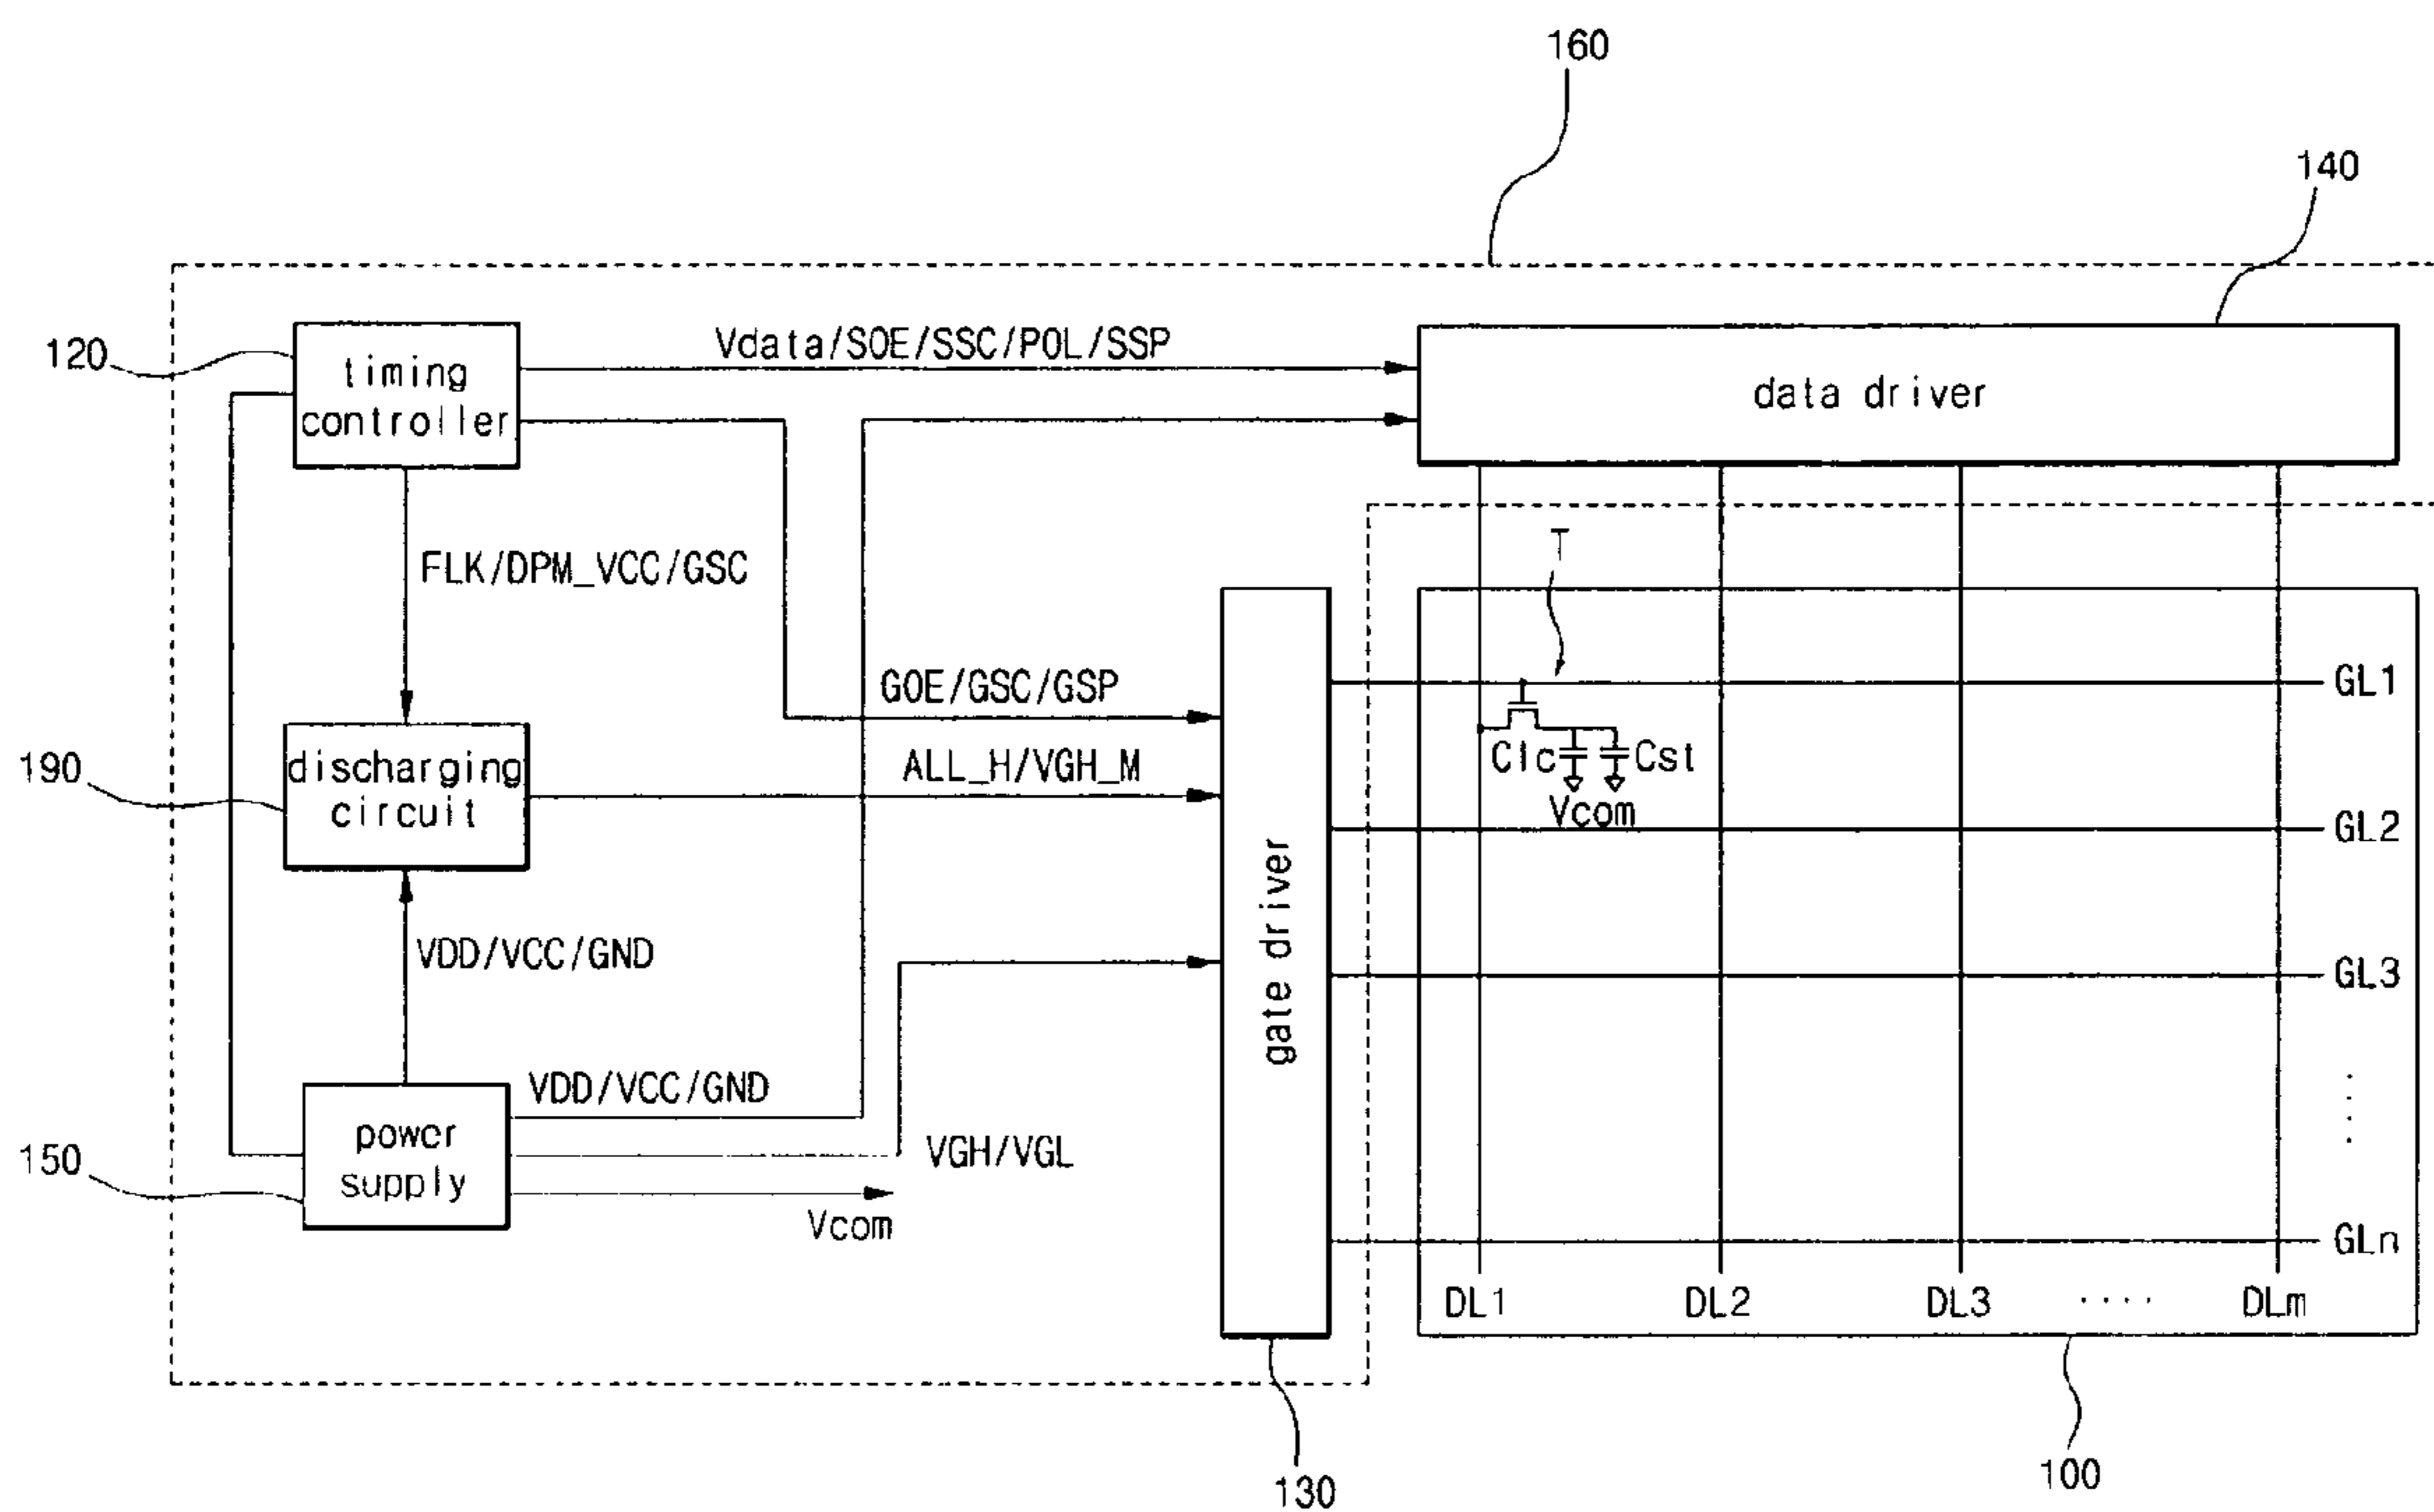 160
140
120
timing
controller
Vdata/SOE/SSC/POL/SSP
data driver
FLK/DPM_VCC/GSC
T
GOE/GSC/GSP
GL1
190
discharging
circuit
ALL_H/VGH_M
Clc
Cst
Vcom
GL2
gate driver
VDD/VCC/GND
GL3
VDD/VCC/GND
150
power
supply
VGH/VGL
Vcom
GLn
DL1 DL2 DL3 .... DLm
130
100